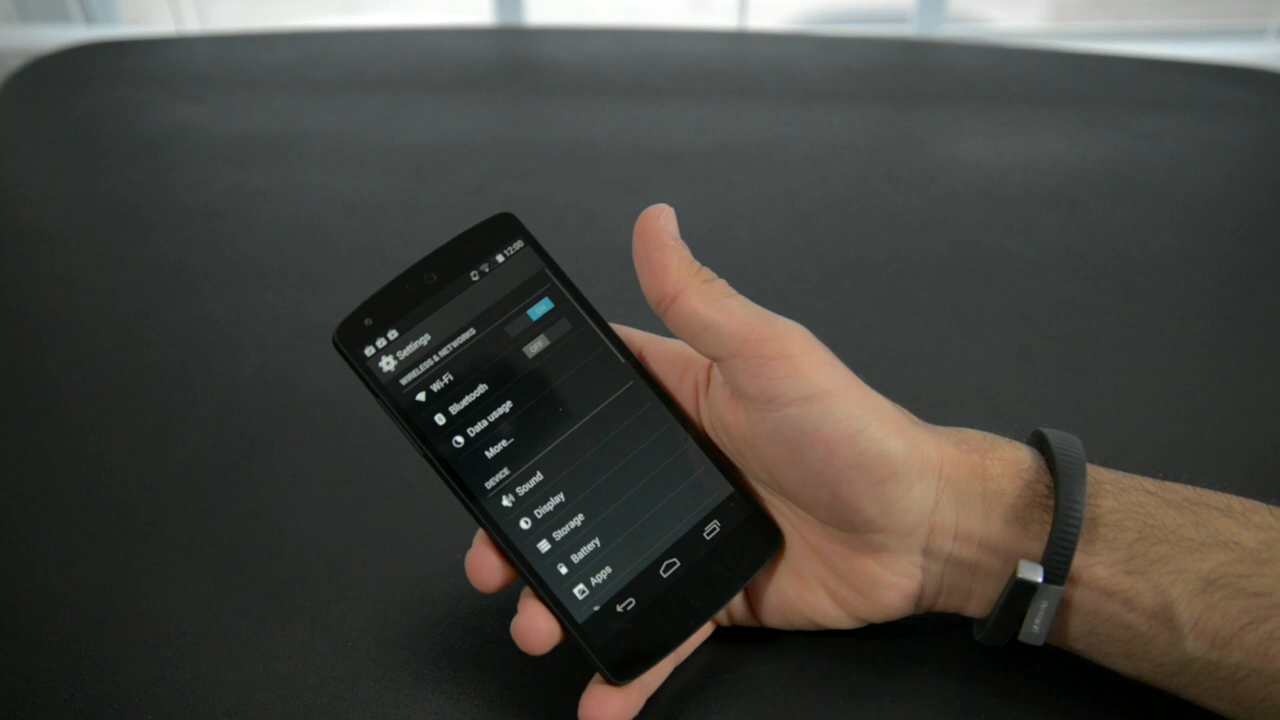 12:00
Settings
WIRELESS & NETWORKS
Wi-Fi
Bluetooth
OFF
Data usage
More...
DEVICE
Sound
Display
Storage
Battery
Apps